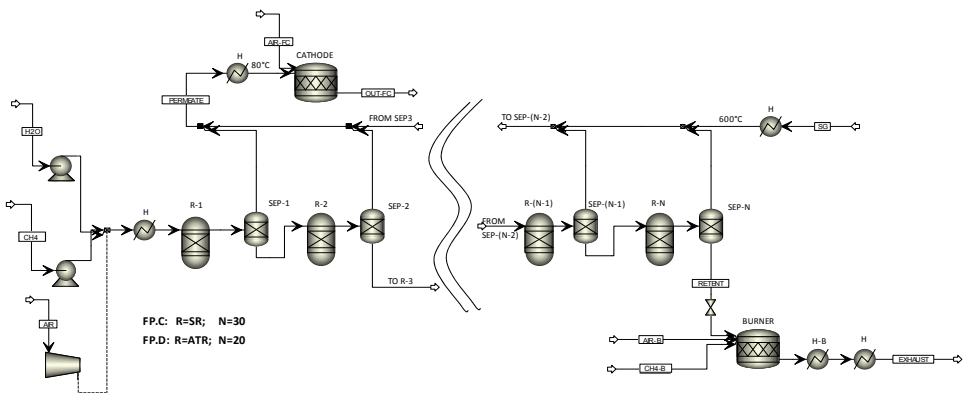 AIR-FC
CATHODE
H
80°C
OUT-FC
PERMEATE
FROM SEP3
TO SEP-(N-2)
600°C
H
SG
H2O
CH4
AIR
H
R-1
SEP-1
R-2
SEP-2
TO R-3
FROM
SEP-(N-2)
R-(N-1)
SEP-(N-1)
R-N
SEP-N
RETENT
BURNER
AIR-B
CH4-B
H-B
H
EXHAUST
FP.C: R=SR; N=30
FP.D: R=ATR; N=20